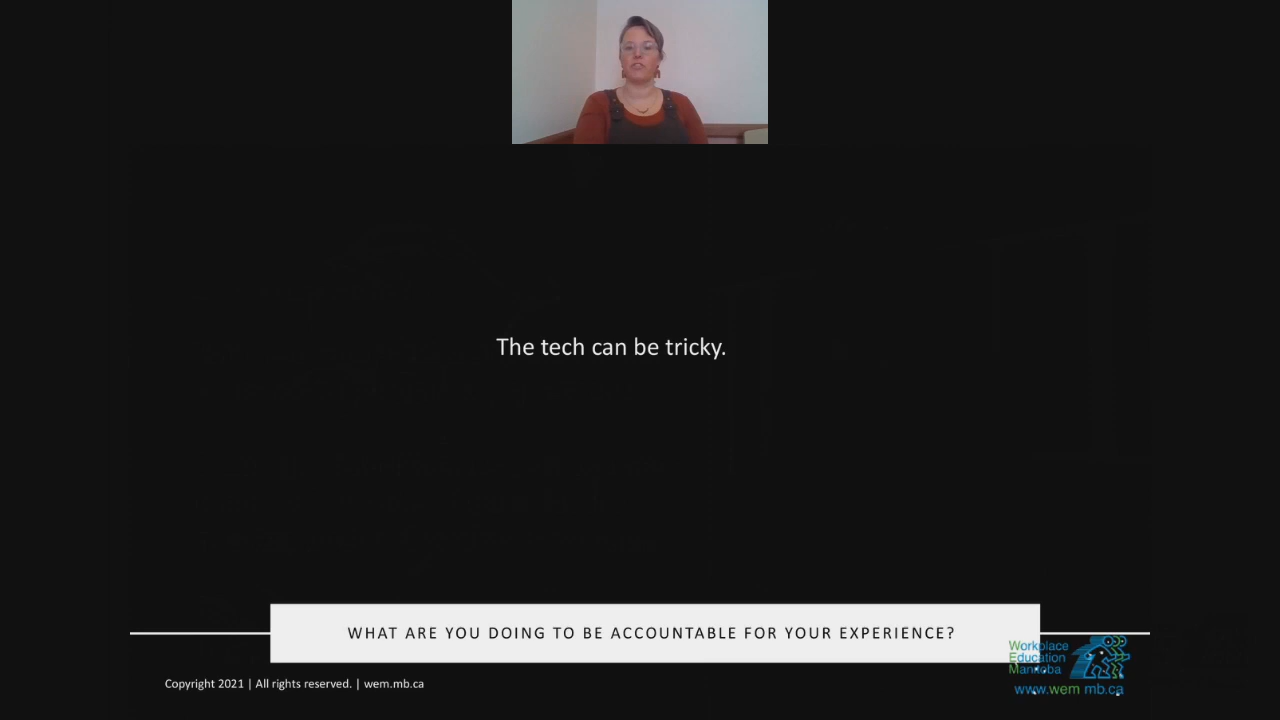 The tech can be tricky.
WHAT ARE YOU DOING TO BE ACCOUNTABLE FOR YOUR EXPERIENCE?
Workplace
Education
Manitoba
www.wem mb.ca
Copyright 2021 | All rights reserved. | wem.mb.ca